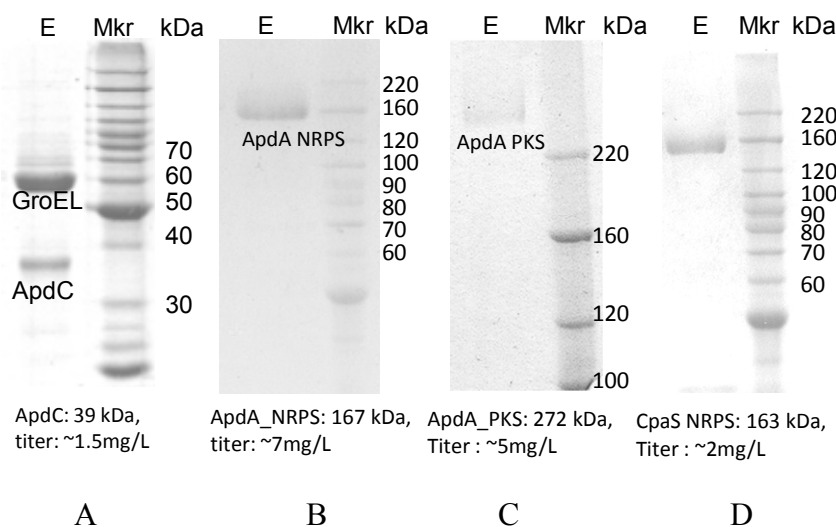 E Mkr kDa
70
60
50
40
30
GroEL
ApdC
E Mkr kDa
220
160
120
100
90
80
70
60
ApdA NRPS
E Mkr
220
160
120
100
ApdA PKS
E Mkr kDa
220
160
120
100
90
80
70
60
ApdC: 39 kDa,
titer: ~1.5mg/L
ApdA_NRPS: 167 kDa,
titer: ~7mg/L
ApdA_PKS: 272 kDa,
Titer : ~5mg/L
CpaS NRPS: 163 kDa
Titer : ~2mg/L
A B C D